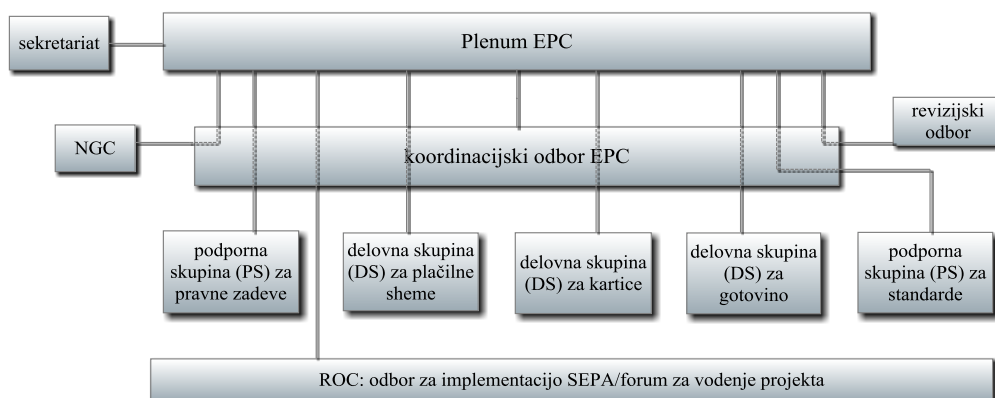 sekretariat
Plenum EPC
NGC
koordinacijski odbor EPC
revizijski
odbor
podporna
skupina (PS) za
pravne zadeve
delovna skupina
(DS) za plačilne
sheme
delovna skupina
(DS) za kartice
delovna skupina
(DS) za
gotovino
podporna
skupina (PS) za
standarde
ROC: odbor za implementacijo SEPA/forum za vodenje projekta